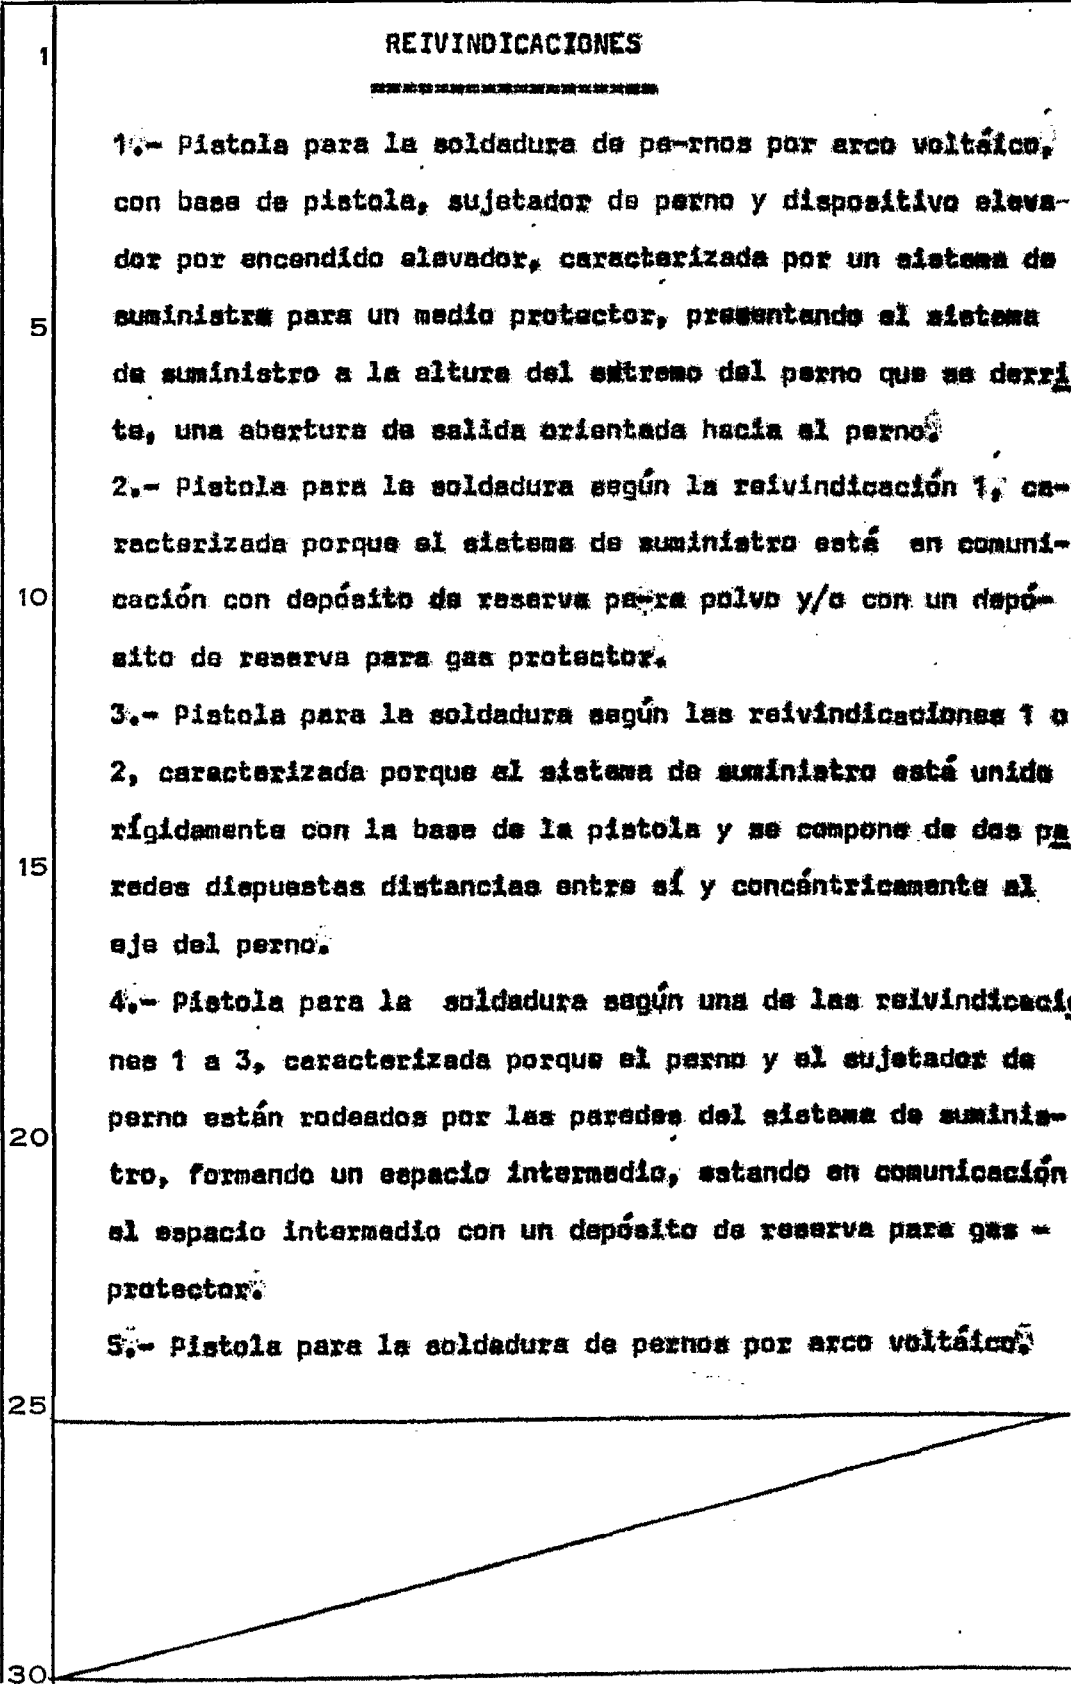 1
REIVINDICACIONES
====================
1.- Pistola para la soldadura de pe-rnos por arco voltáico,
con base de pistola, sujetador de perno y dispositivo eleva-
dor por encendido elevador, caracterizada por un sistema de
5 suministro para un medio protector, presentando el sistema
de suministro a la altura del extremo del perno que se derri
te, una abertura de salida orientada hacia el perno.
2.- Pistola para la soldadura según la reivindicación 1, ca-
racterizada porque el sistema de suministro está en comuni-
10 cación con depósito de reserva pa-ra polvo y/o con un depó-
sito de reserva para gas protector.
3.- Pistola para la soldadura según las reivindicaciones 1 o
2, caracterizada porque el sistema de suministro está unido
rígidamente con la base de la pistola y se compone de dos pa
15 redes dispuestas distancias entre sí y concéntricamente al
eje del perno.
4.- Pistola para la soldadura según una de las reivindicacio
nes 1 a 3, caracterizada porque el perno y el sujetador de
perno están rodeados por las paredes del sistema de suminis-
20
tro, formando un espacio intermedio, estando en comunicación
el espacio intermedio con un depósito de reserva para gas -
protector.
5.- Pistola para la soldadura de pernos por arco voltáico.
25
30